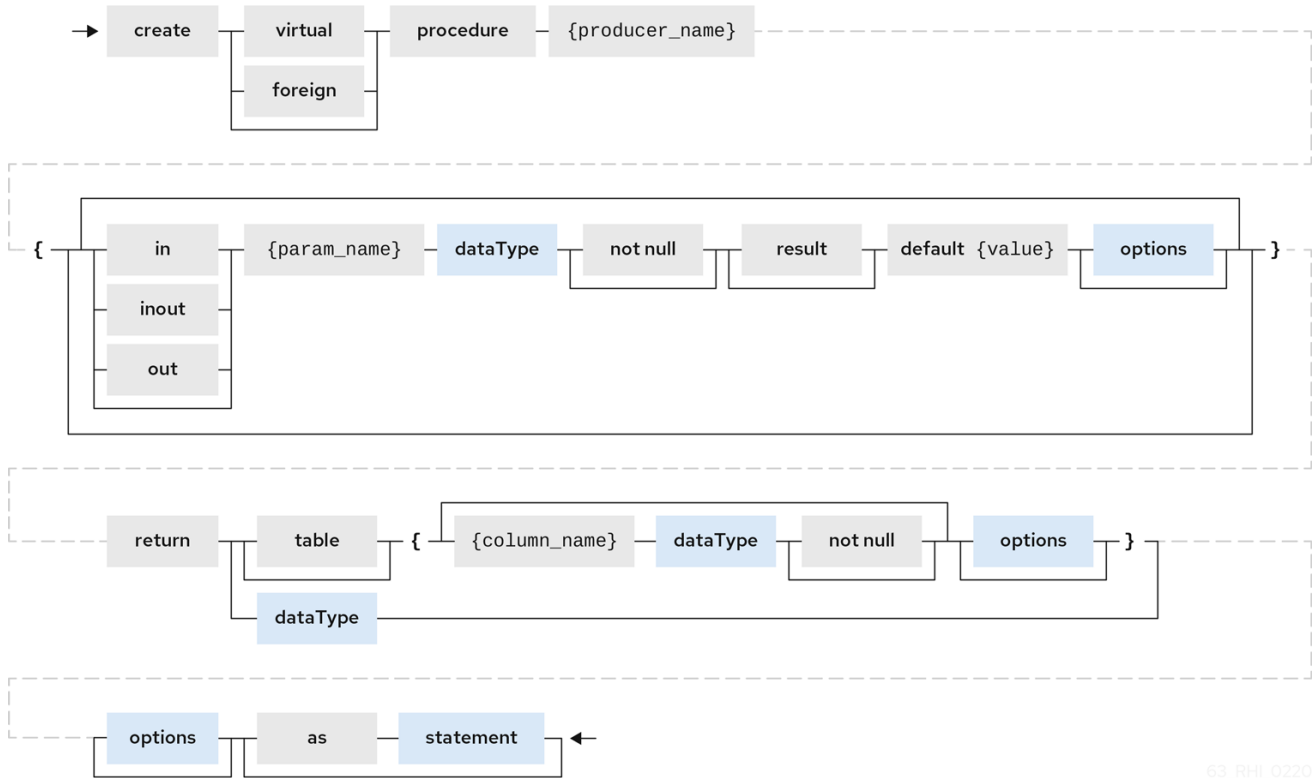 create virtual procedure {producer_name}
foreign
{ in {param_name} dataType not null result default {value} options }
inout
out
return table { {column_name} dataType not null options }
dataType
options as statement
63_RHI_0220